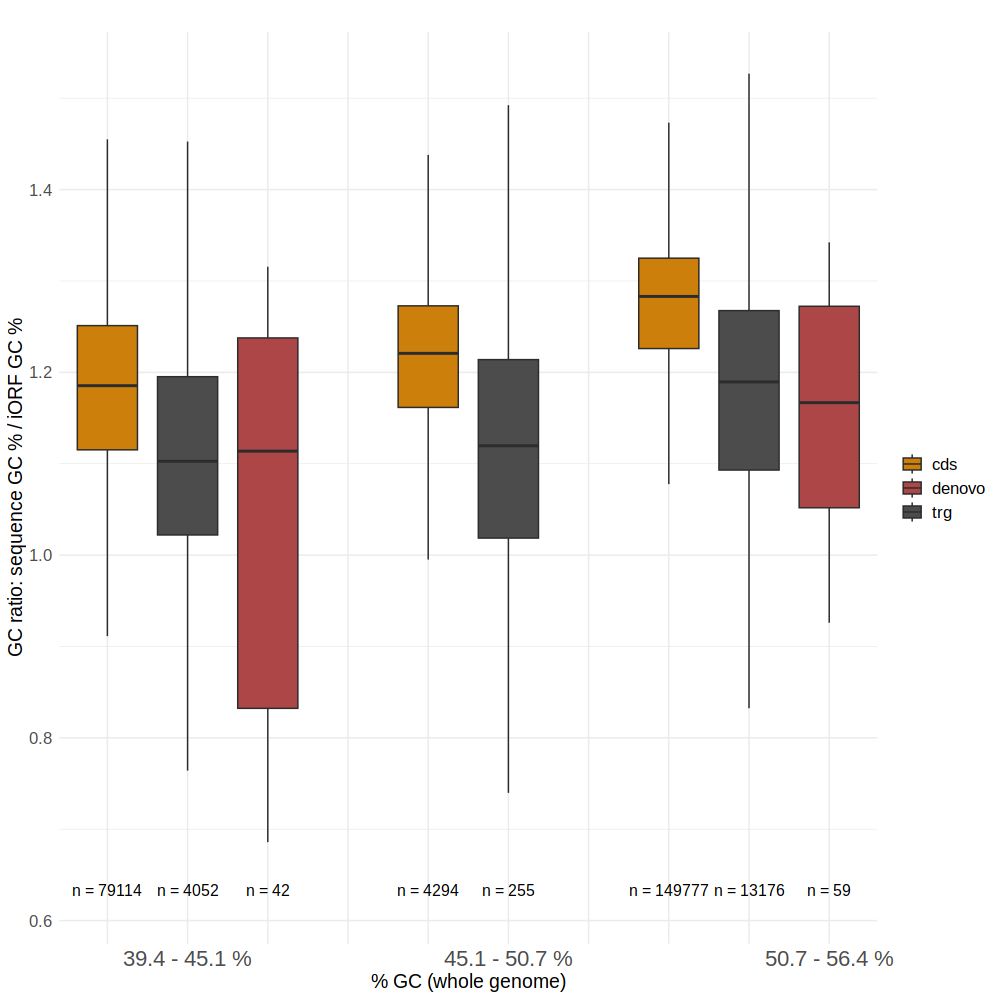 1.4
1.2
1.0
0.8
0.6
GC ratio: sequence GC % / iORF GC %
n = 79114 n = 4052 n = 42 n = 4294 n = 255 n = 149777 n = 13176 n = 59
39.4 - 45.1 % 45.1 - 50.7 % 50.7 - 56.4 %
% GC (whole genome)
cds
denovo
trg